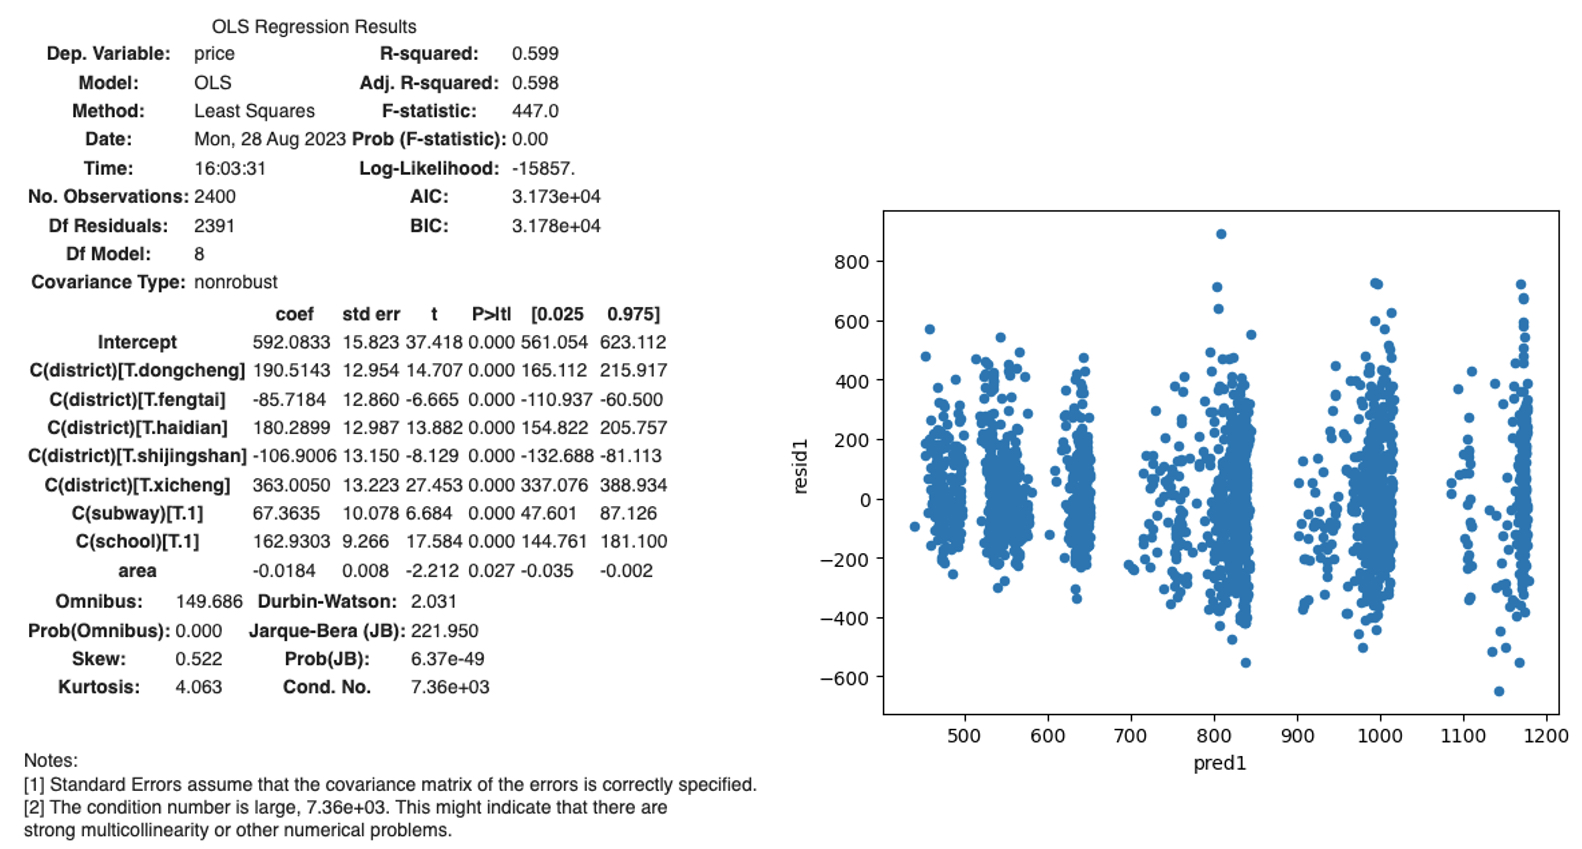 OLS Regression Results
Dep. Variable: price R-squared: 0.599
Model: OLS Adj. R-squared: 0.598
Method: Least Squares F-statistic: 447.0
Date: Mon, 28 Aug 2023 Prob (F-statistic): 0.00
Time: 16:03:31 Log-Likelihood: -15857.
No. Observations: 2400 AIC: 3.173e+04
Df Residuals: 2391 BIC: 3.178e+04
Df Model: 8
Covariance Type: nonrobust
coef std err t P>|t| [0.025 0.975]
Intercept 592.0833 15.823 37.418 0.000 561.054 623.112
C(district)[T.dongcheng] 190.5143 12.954 14.707 0.000 165.112 215.917
C(district)[T.fengtai] -85.7184 12.860 -6.665 0.000 -110.937 -60.500
C(district)[T.haidian] 180.2899 12.987 13.882 0.000 154.822 205.757
C(district)[T.shijingshan] -106.9006 13.150 -8.129 0.000 -132.688 -81.113
C(district)[T.xicheng] 363.0050 13.223 27.453 0.000 337.076 388.934
C(subway)[T.1] 67.3635 10.078 6.684 0.000 47.601 87.126
C(school)[T.1] 162.9303 9.266 17.584 0.000 144.761 181.100
area -0.0184 0.008 -2.212 0.027 -0.035 -0.002
Omnibus: 149.686 Durbin-Watson: 2.031
Prob(Omnibus): 0.000 Jarque-Bera (JB): 221.950
Skew: 0.522 Prob(JB): 6.37e-49
Kurtosis: 4.063 Cond. No. 7.36e+03
Notes:
[1] Standard Errors assume that the covariance matrix of the errors is correctly specified.
[2] The condition number is large, 7.36e+03. This might indicate that there are
strong multicollinearity or other numerical problems.
800
600
400
200
0
−200
−400
−600
resid1
500 600 700 800 900 1000 1100 1200
pred1